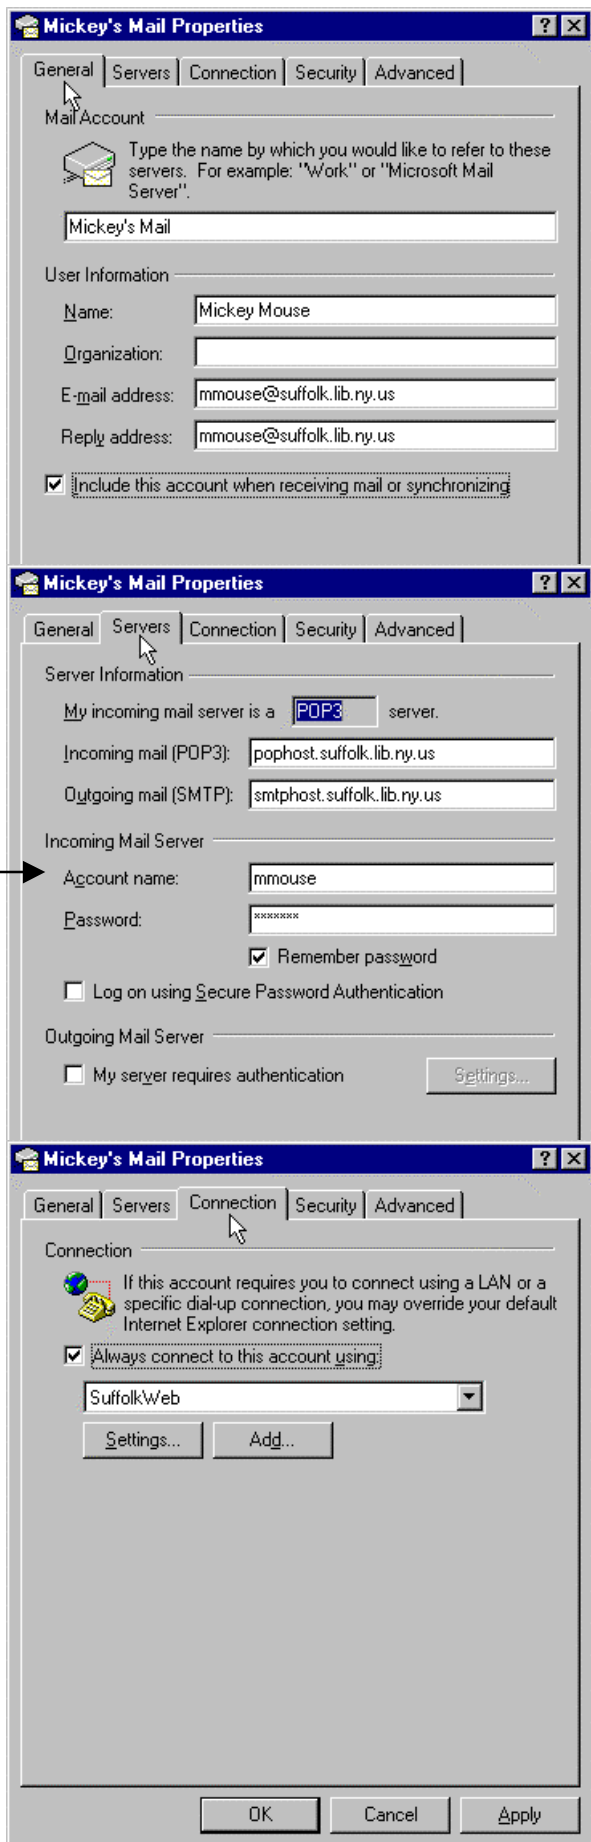 Mickey's Mail Properties
General Servers Connection Security Advanced
Mail Account
Type the name by which you would like to refer to these
servers. For example: "Work" or "Microsoft Mail
Server".
Mickey's Mail
User Information
Name: Mickey Mouse
Organization:
E-mail address: mmouse@suffolk.lib.ny.us
Reply address: mmouse@suffolk.lib.ny.us
Include this account when receiving mail or synchronizing
Mickey's Mail Properties
General Servers Connection Security Advanced
Server Information
My incoming mail server is a POP3 server.
Incoming mail (POP3): pophost.suffolk.lib.ny.us
Outgoing mail (SMTP): smtphost.suffolk.lib.ny.us
Incoming Mail Server
Account name: mmouse
Password: *******
Remember password
Log on using Secure Password Authentication
Outgoing Mail Server
My server requires authentication Settings...
Mickey's Mail Properties
General Servers Connection Security Advanced
Connection
If this account requires you to connect using a LAN or a
specific dial-up connection, you may override your default
Internet Explorer connection setting.
Always connect to this account using:
SuffolkWeb
Settings... Add...
OK Cancel Apply